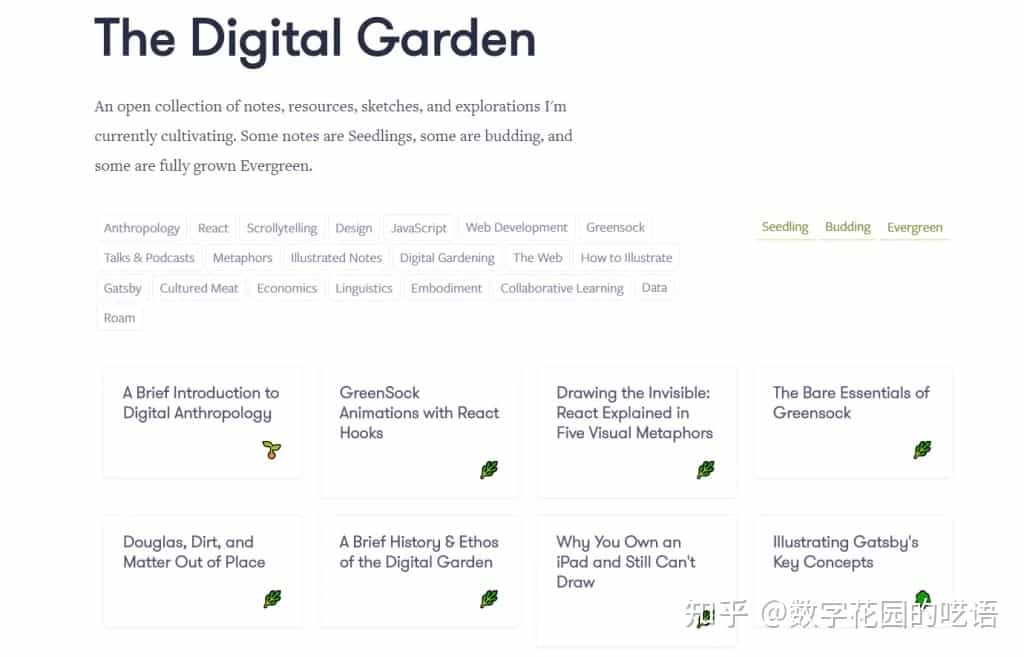 The Digital Garden
An open collection of notes, resources, sketches, and explorations I'm
currently cultivating. Some notes are Seedlings, some are budding, and
some are fully grown Evergreen.
Anthropology React Scrollytelling Design JavaScript Web Development Greensock
Seedling Budding Evergreen
Talks & Podcasts Metaphors Illustrated Notes Digital Gardening The Web How to Illustrate
Gatsby Cultured Meat Economics Linguistics Embodiment Collaborative Learning Data
Roam
A Brief Introduction to
Digital Anthropology
GreenSock
Animations with React
Hooks
Drawing the Invisible:
React Explained in
Five Visual Metaphors
The Bare Essentials of
Greensock
Douglas, Dirt, and
Matter Out of Place
A Brief History & Ethos
of the Digital Garden
Why You Own an
iPad and Still Can't
Draw
Illustrating Gatsby's
Key Concepts
知乎 @数字花园的呓语